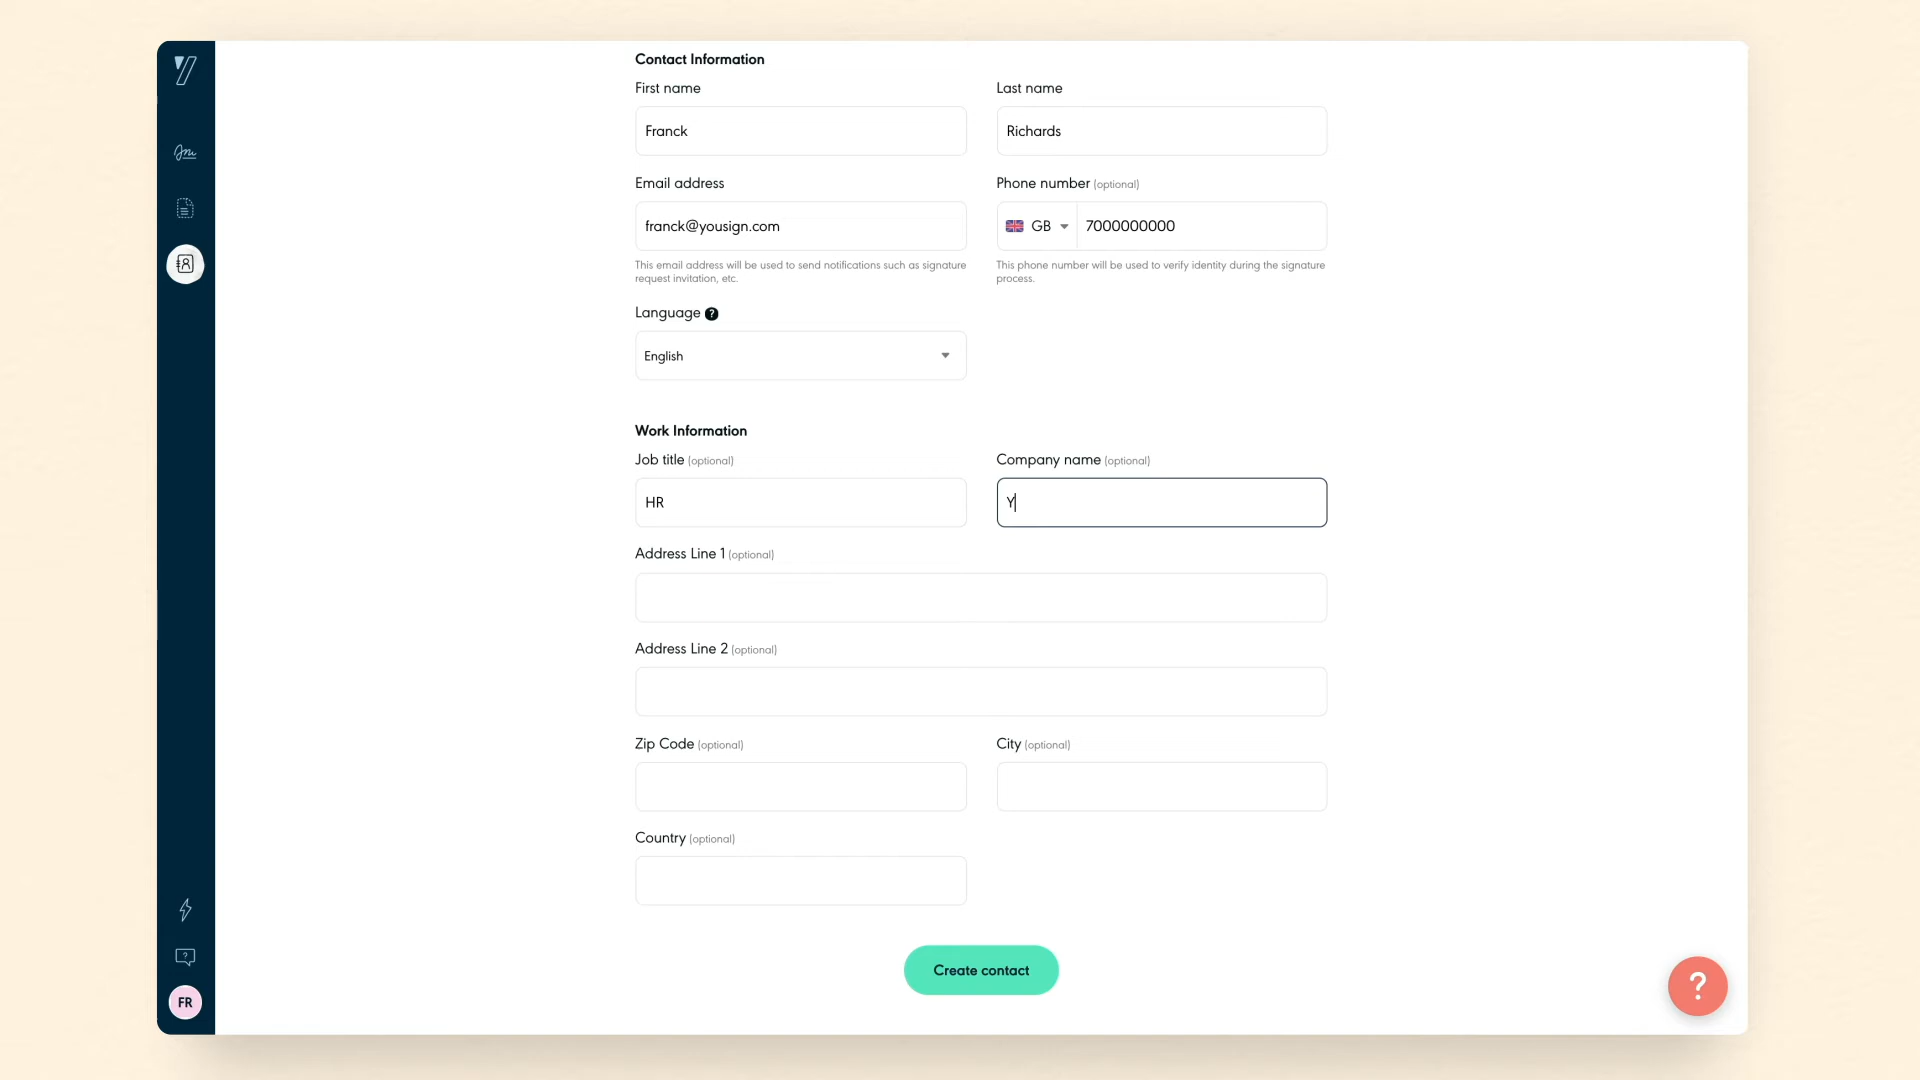 Contact Information
First name
Last name
Franck
Richards
Email address
Phone number (optional)
franck@yousign.com
GB
7000000000
This email address will be used to send notifications such as signature
request invitation, etc.
This phone number will be used to verify identity during the signature
process.
Language ?
English
Work Information
Job title (optional)
Company name (optional)
HR
Y
Address Line 1 (optional)
Address Line 2 (optional)
Zip Code (optional)
City (optional)
Country (optional)
Create contact
?
?
FR